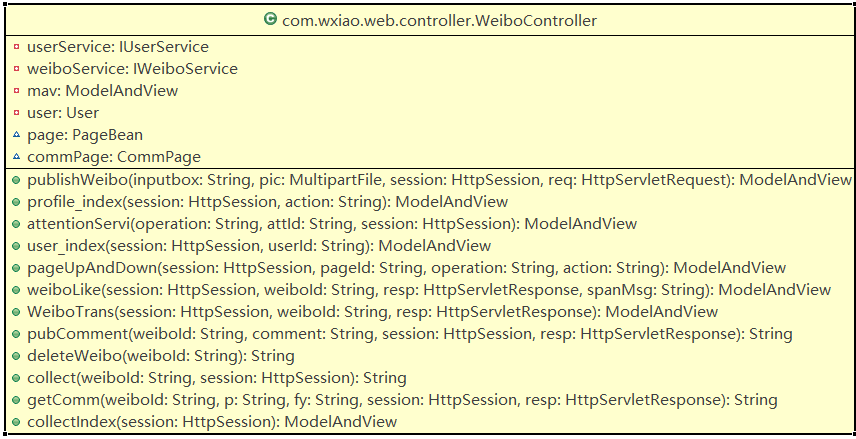 com.wxiao.web.controller.WeiboController
userService: IUserService
weiboService: IWeiboService
mav: ModelAndView
user: User
page: PageBean
commPage: CommPage
publishWeibo(inputbox: String, pic: MultipartFile, session: HttpSession, req: HttpServletRequest): ModelAndView
profile_index(session: HttpSession, action: String): ModelAndView
attentionServi(operation: String, attId: String, session: HttpSession): ModelAndView
user_index(session: HttpSession, userId: String): ModelAndView
pageUpAndDown(session: HttpSession, pageId: String, operation: String, action: String): ModelAndView
weiboLike(session: HttpSession, weiboId: String, resp: HttpServletResponse, spanMsg: String): ModelAndView
WeiboTrans(session: HttpSession, weiboId: String, resp: HttpServletResponse): ModelAndView
pubComment(weiboId: String, comment: String, session: HttpSession, resp: HttpServletResponse): String
deleteWeibo(weiboId: String): String
collect(weiboId: String, session: HttpSession): String
getComm(weiboId: String, p: String, fy: String, session: HttpSession, resp: HttpServletResponse): String
collectIndex(session: HttpSession): ModelAndView